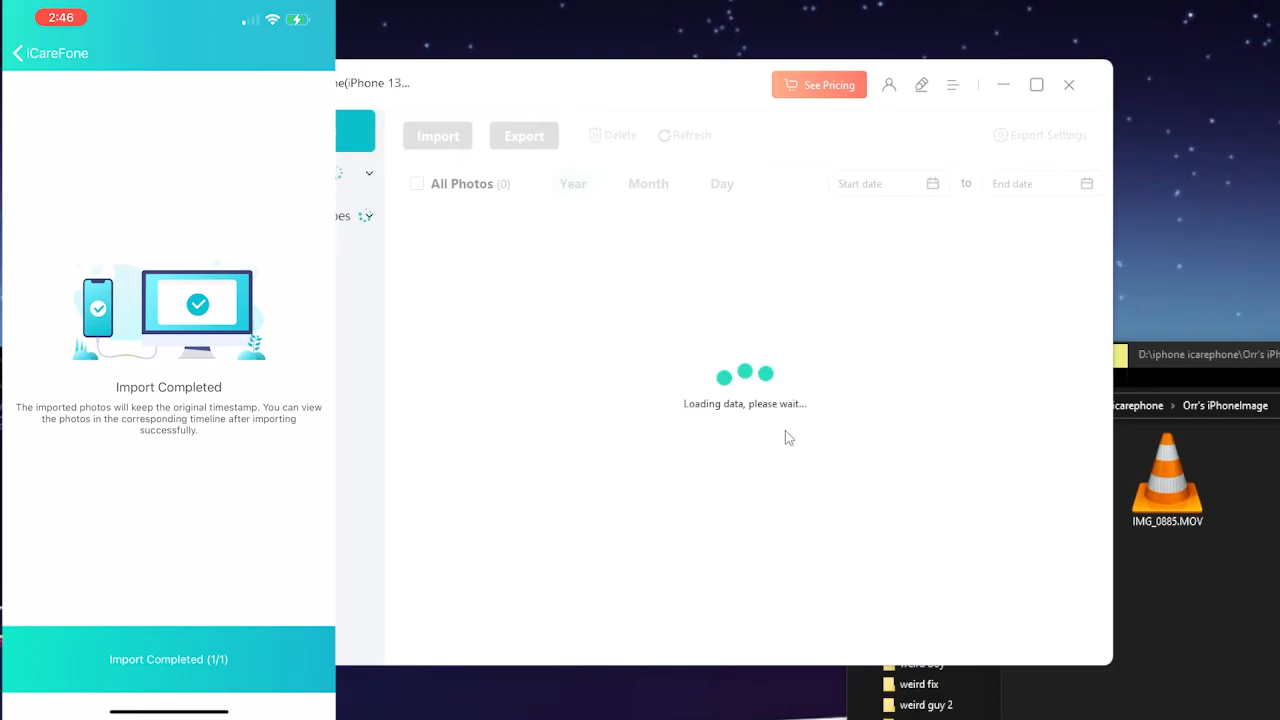 2:46
iCareFone
Import Completed
The imported photos will keep the original timestamp. You can view
the photos in the corresponding timeline after importing
successfully.
Import Completed (1/1)
ne(iPhone 13...
See Pricing
Import
Export
Delete
Refresh
Export Settings
All Photos (0)
Year
Month
Day
Start date
to
End date
pes
Loading data, please wait...
D:\iphone icarephone\Orr's iPh
icarephone > Orr's iPhoneImage
IMG_0885.MOV
weird boy
weird fix
weird guy 2